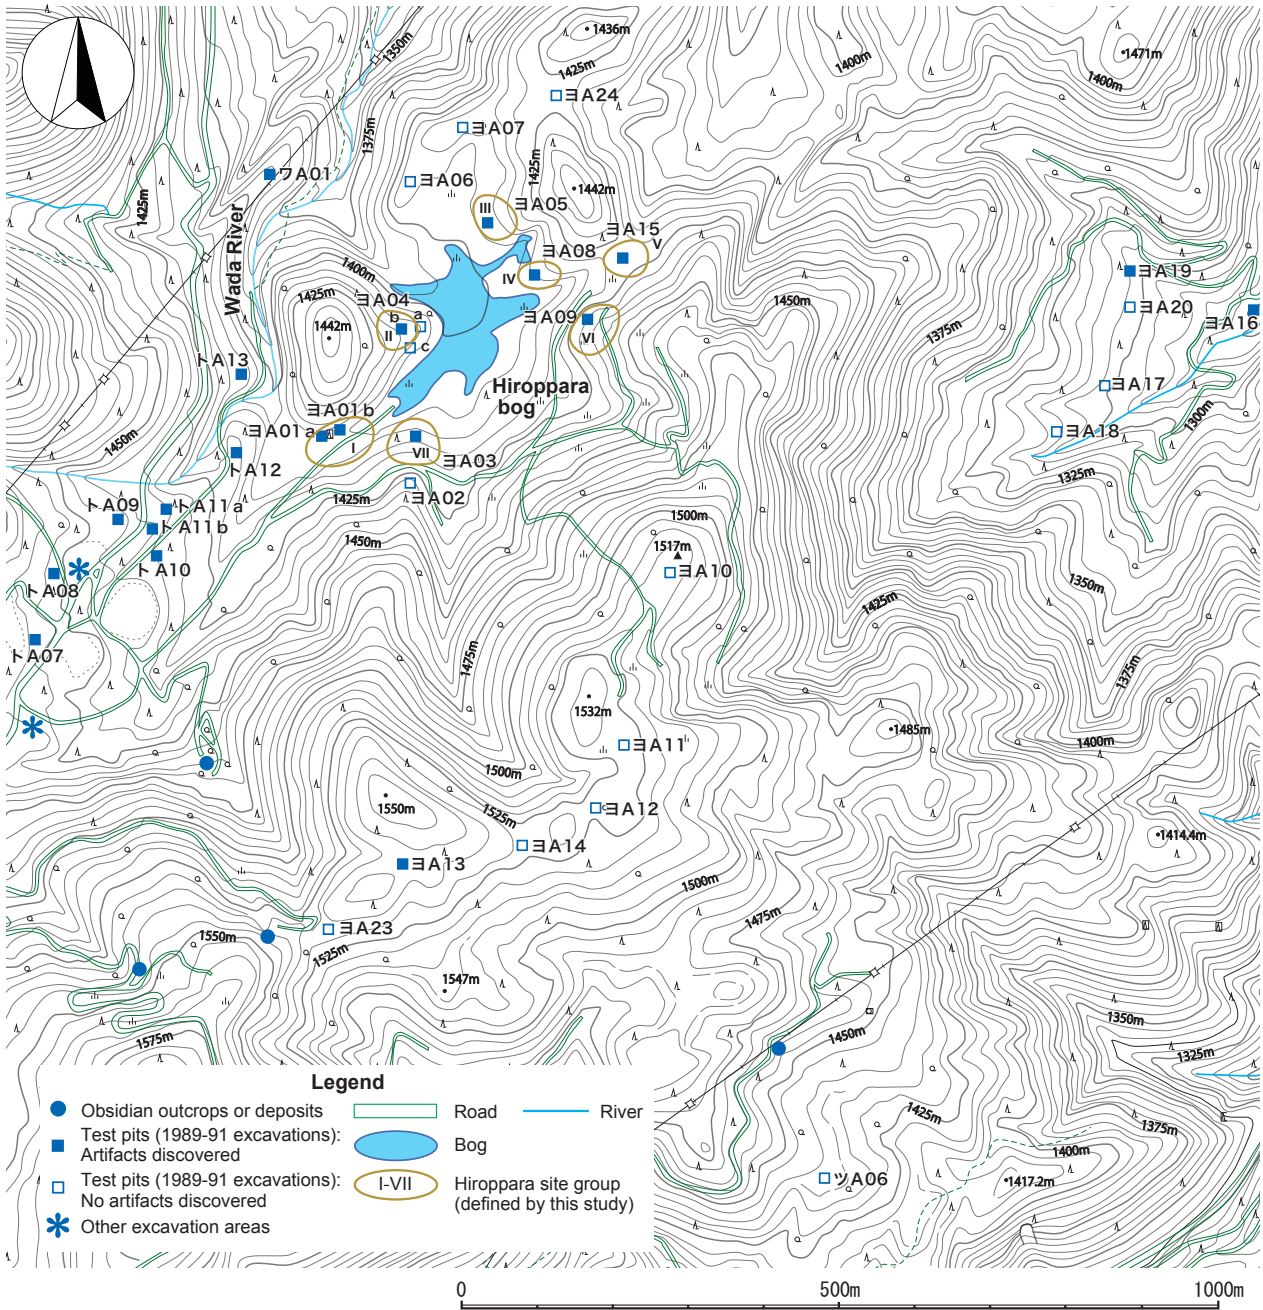 1436m
1350m
1425m
1400m
1471m
1400m
ヨA24
ヨA07
1375m
1425m
ワA01
ヨA06
1442m
1425m
III
ヨA05
ヨA15
V
Wada River
ヨA08
IV
1400m
1425m
ヨA04
b
a
II
c
1442m
ヨA09
VI
1450m
1375m
ヨA19
ヨA20
ヨA16
トA13
Hiroppara
bog
ヨA17
ヨA01b
ヨA01a
I
VII
ヨA03
ヨA18
1300m
1450m
トA12
1325m
ヨA02
1425m
トA09
トA11a
トA11b
1500m
1450m
1517m
トA10
ヨA10
トA08
1350m
1425m
トA07
1475m
1375m
1532m
1485m
ヨA11
1400m
1500m
1550m
1525m
ヨA12
1414.4m
ヨA14
ヨA13
1500m
1475m
ヨA23
1550m
1525m
1547m
1350m
1450m
1575m
1325m
1425m
1375m
1400m
ツA06
1417.2m
Legend
Obsidian outcrops or deposits
Road
River
Test pits (1989-91 excavations):
Artifacts discovered
Bog
Test pits (1989-91 excavations):
No artifacts discovered
I-VII
Hiroppara site group
(defined by this study)
Other excavation areas
0
500m
1000m